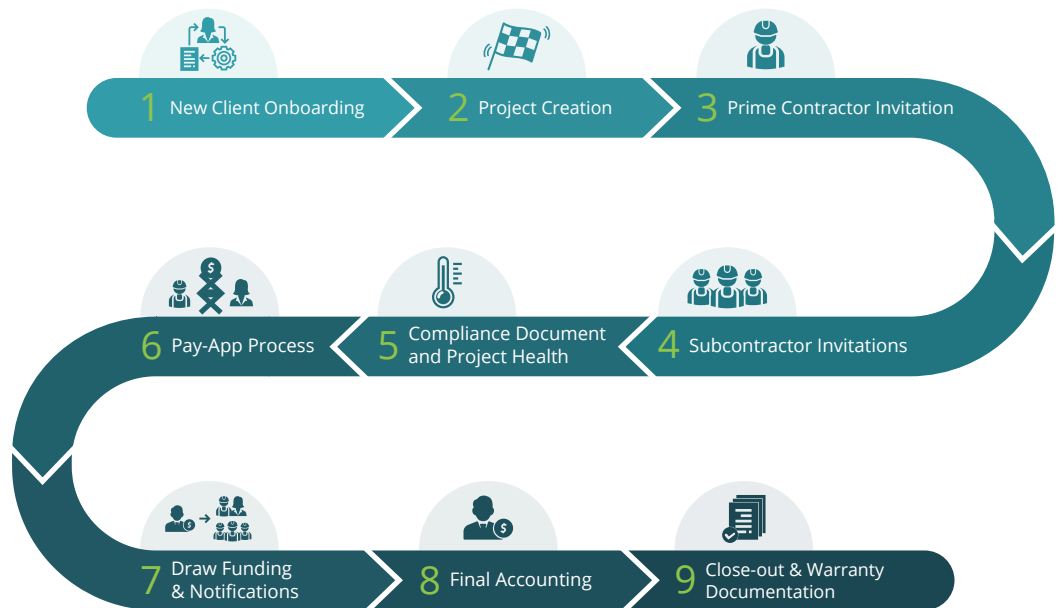 1 New Client Onboarding
2 Project Creation
3 Prime Contractor Invitation
4 Subcontractor Invitations
5 Compliance Document
and Project Health
6 Pay-App Process
$
7 Draw Funding
& Notifications
$
8 Final Accounting
$
9 Close-out & Warranty
Documentation